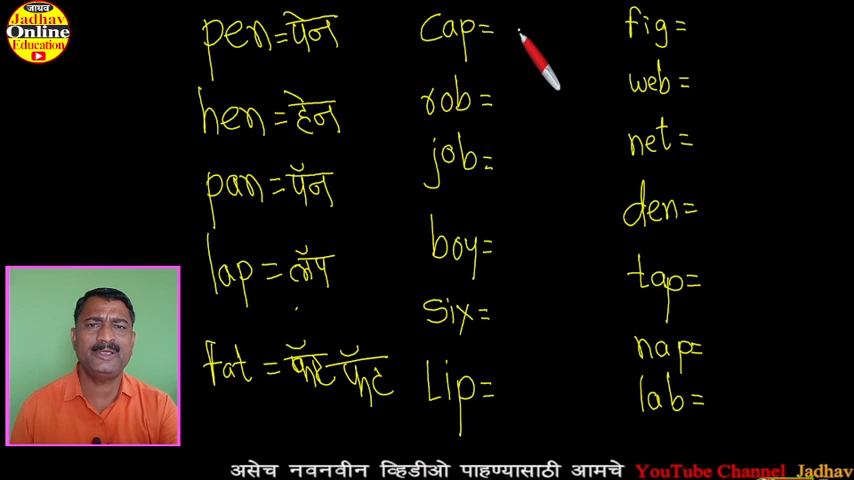 जाधव
Jadhav
Online
Education
pen=पेन
hen=हेन
pan=पॅन
lap=लॅप
fat=फॅट फॅट
Cap=
rob=
job=
boy=
Six=
Lip=
fig=
web=
net=
den=
tap=
nap=
lab=
असेच नवनवीन व्हिडीओ पाहण्यासाठी आमचे YouTube Channel Jadhav